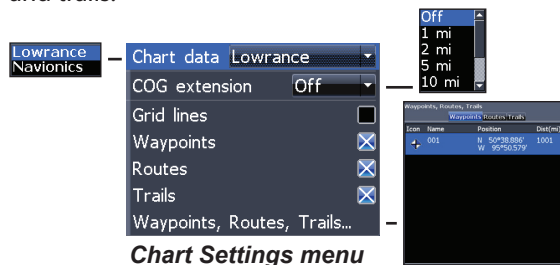 Off
1 mi
2 mi
5 mi
10 mi
Lowrance
Navionics
Chart data Lowrance
COG extension Off
Grid lines
Waypoints
Routes
Trails
Waypoints, Routes, Trails...
Waypoints, Routes, Trails
Waypoints Routes Trails
Icon Name Position Dist(mi)
001 N 50°38.886' 1001
W 95°50.579'
Chart Settings menu